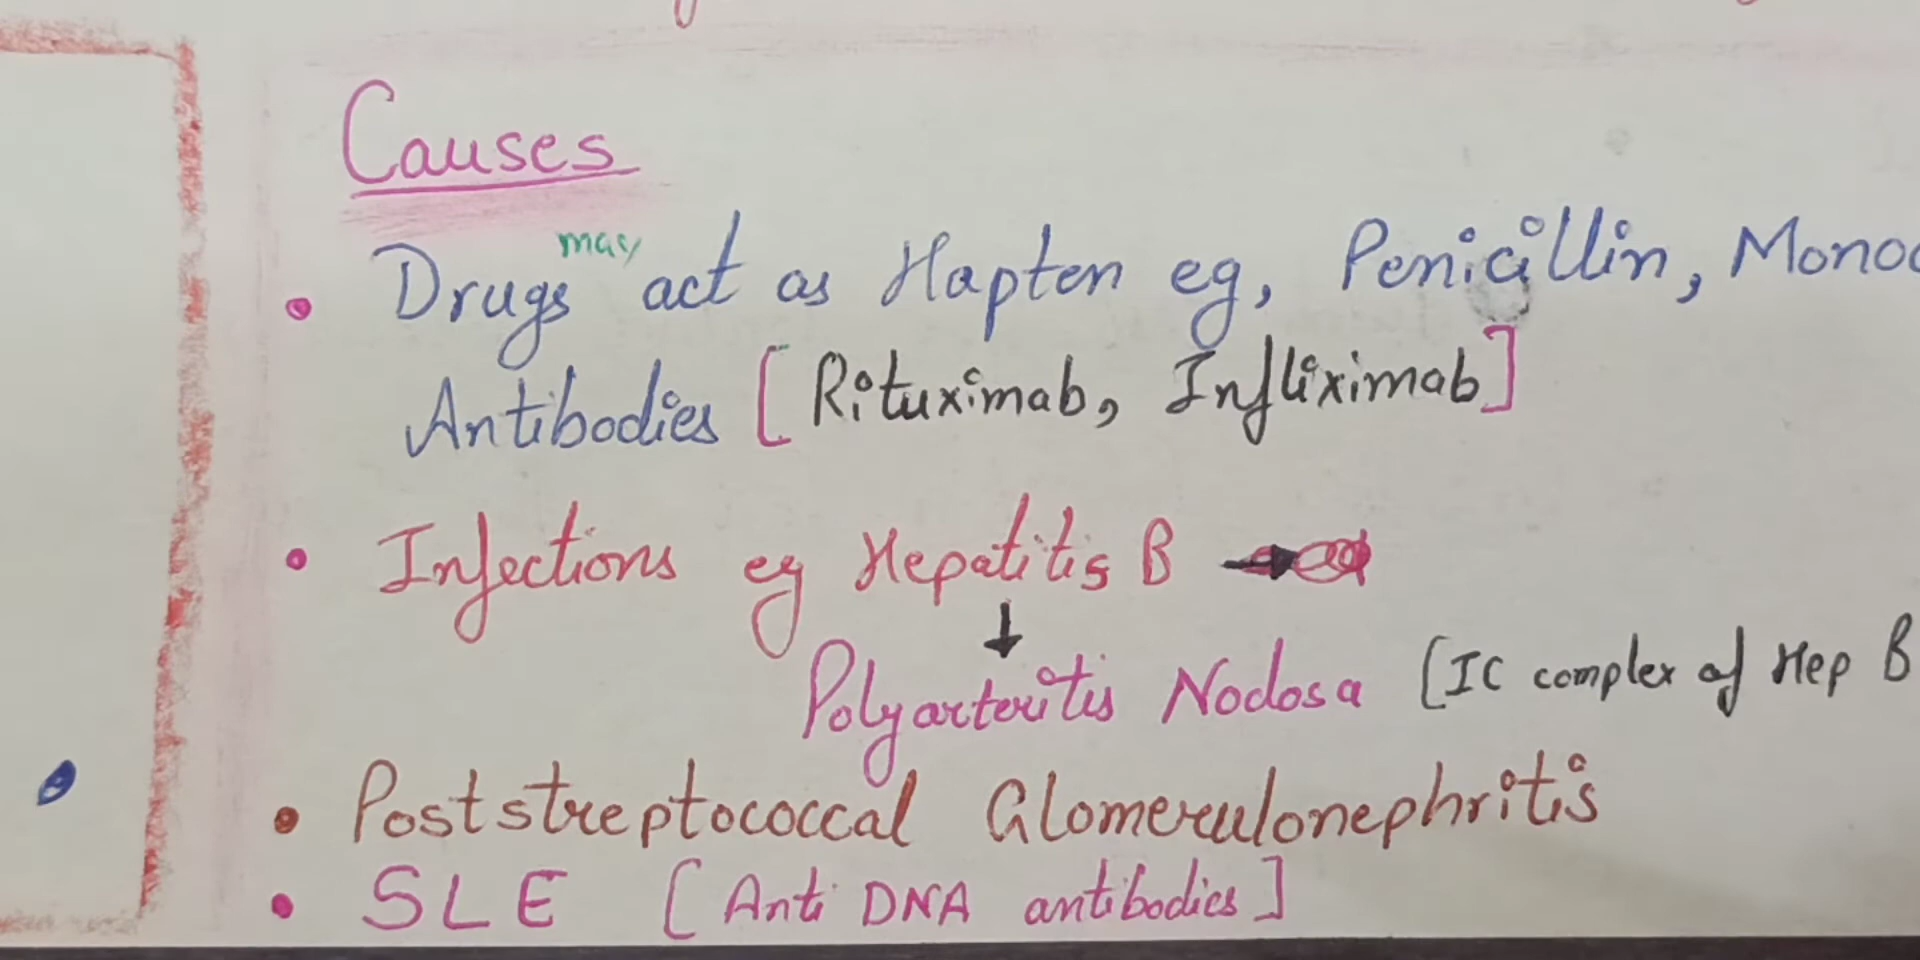 Causes
• Drugs may act as Hapten eg, Penicillin, Mono
Antibodies [Rituximab, Infliximab]
• Infections eg Hepatitis B →
↓
Polyarteritis Nodosa [IC complex of Hep B
• Poststreptococcal Glomerulonephritis
• SLE [Anti DNA antibodies]